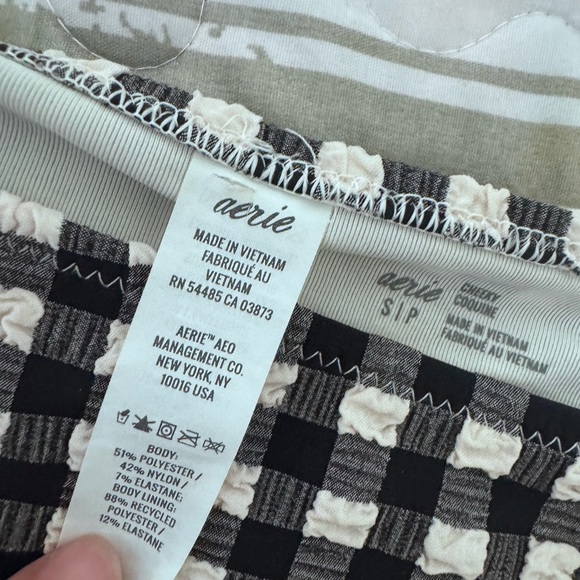 aerie
MADE IN VIETNAM
FABRIQUÉ AU
VIETNAM
RN 54485 CA 03873
AERIE™ AEO
MANAGEMENT CO.
NEW YORK, NY
10016 USA
BODY:
51% POLYESTER/
42% NYLON/
7% ELASTANE;
BODY LINING:
88% RECYCLED
POLYESTER/
12% ELASTANE
aerie
S|P
CHEEKY
COQUINE
MADE IN VIETNAM
FABRIQUÉ AU VIETNAM